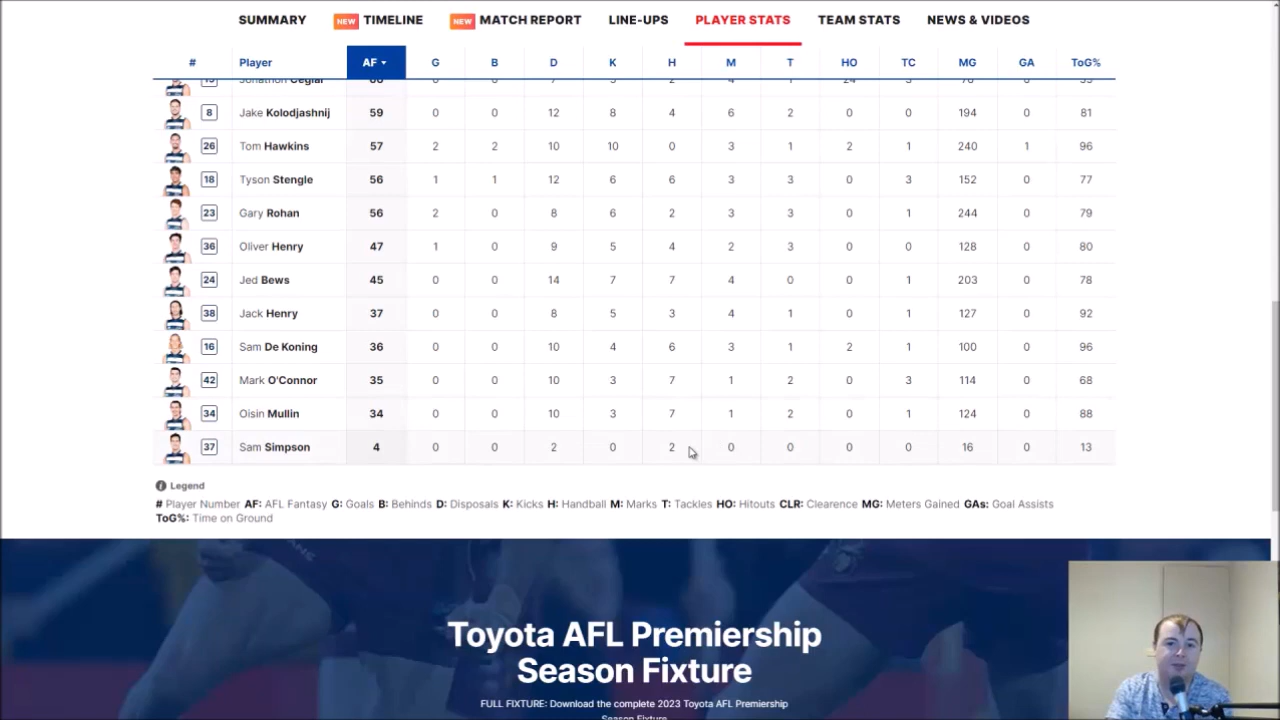 SUMMARY NEW TIMELINE NEW MATCH REPORT LINE-UPS PLAYER STATS TEAM STATS NEWS & VIDEOS
# Player AF G B D K H M T HO TC MG GA ToG%
8 Jake Kolodjashnij 59 0 0 12 8 4 6 2 0 0 194 0 81
26 Tom Hawkins 57 2 2 10 10 0 3 1 2 1 240 1 96
18 Tyson Stengle 56 1 1 12 6 6 3 3 0 3 152 0 77
23 Gary Rohan 56 2 0 8 6 2 3 3 0 1 244 0 79
36 Oliver Henry 47 1 0 9 5 4 2 3 0 0 128 0 80
24 Jed Bews 45 0 0 14 7 7 4 0 0 1 203 0 78
38 Jack Henry 37 0 0 8 5 3 4 1 0 1 127 0 92
16 Sam De Koning 36 0 0 10 4 6 3 1 2 1 100 0 96
42 Mark O'Connor 35 0 0 10 3 7 1 2 0 3 114 0 68
34 Oisin Mullin 34 0 0 10 3 7 1 2 0 1 124 0 88
37 Sam Simpson 4 0 0 2 0 2 0 0 0 0 16 0 13
Legend
# Player Number AF: AFL Fantasy G: Goals B: Behinds D: Disposals K: Kicks H: Handball M: Marks T: Tackles HO: Hitouts CLR: Clearence MG: Meters Gained GAs: Goal Assists
ToG%: Time on Ground
Toyota AFL Premiership
Season Fixture
FULL FIXTURE: Download the complete 2023 Toyota AFL Premiership
Season Fixture